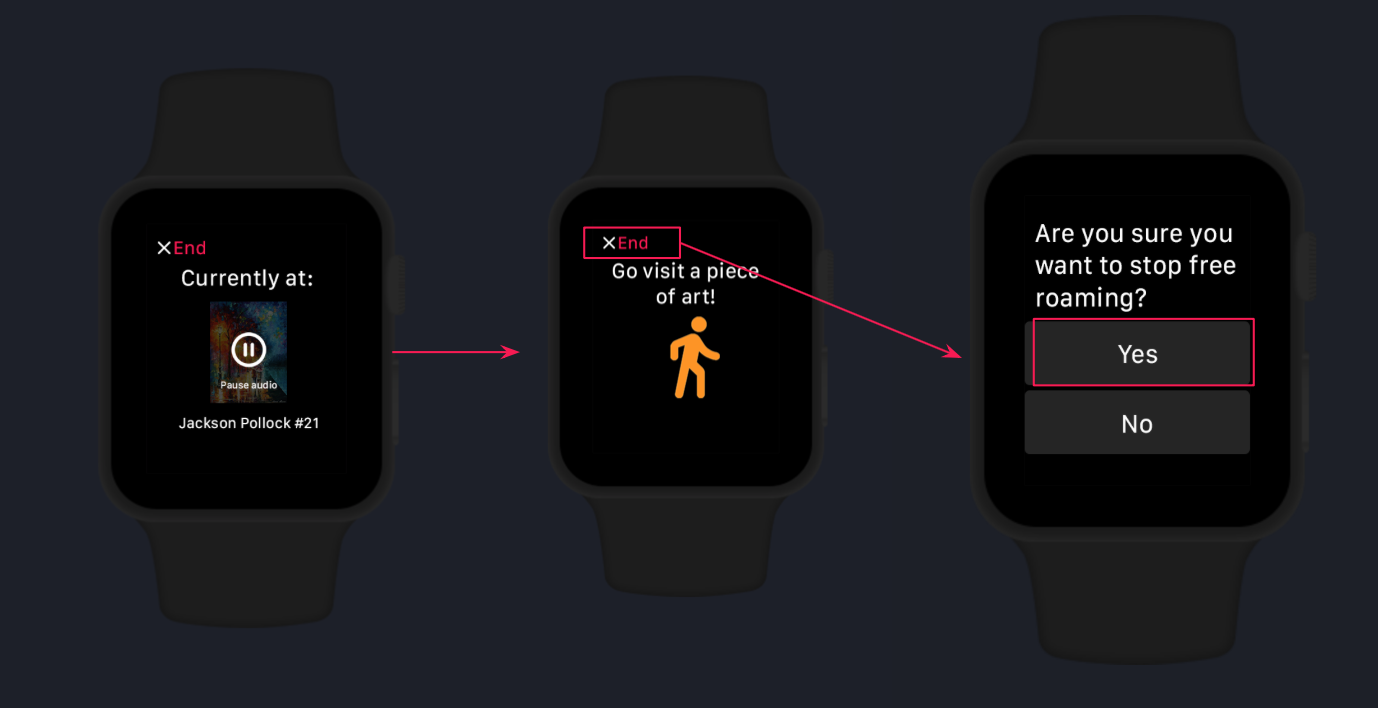 End
Currently at:
Pause audio
Jackson Pollock #21
End
Go visit a piece
of art!
Are you sure you
want to stop free
roaming?
Yes
No